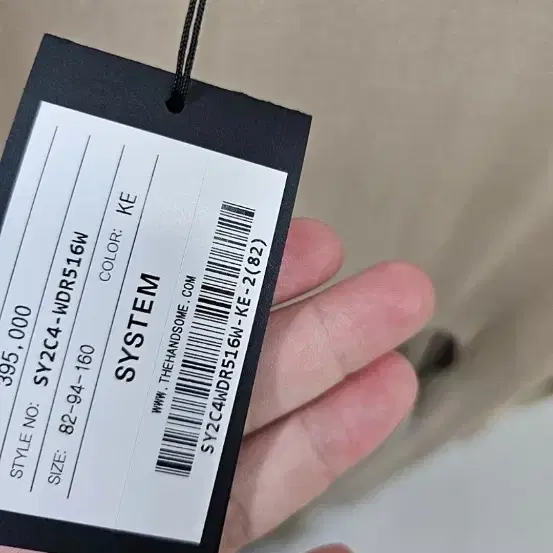 395,000
STYLE NO: SY2C4-WDR516W
SIZE: 82-94-160 COLOR: KE
SYSTEM
WWW.THEHANDSOME.COM
SY2C4WDR516W-KE-2(82)